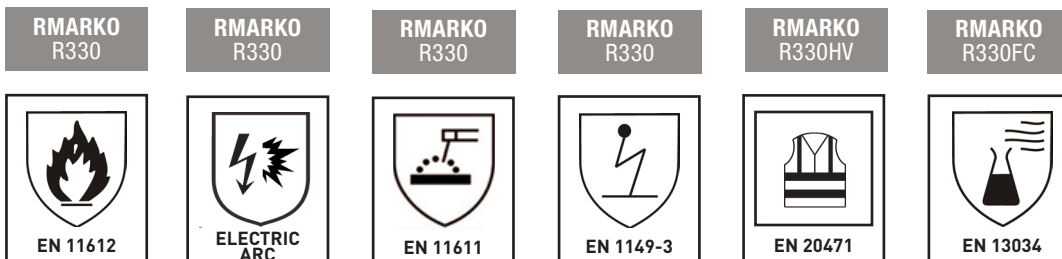 RMARKO
R330
RMARKO
R330
RMARKO
R330
RMARKO
R330
RMARKO
R330HV
RMARKO
R330FC
EN 11612
ELECTRIC
ARC
EN 11611
EN 1149-3
EN 20471
EN 13034